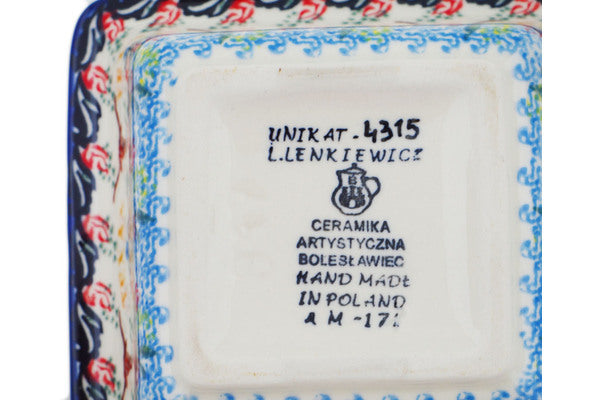 UNIKAT-4315
L.LENKIEWICZ
B
CERAMIKA
ARTYSTYCZNA
BOLESŁAWIEC
HAND MADE
IN POLAND